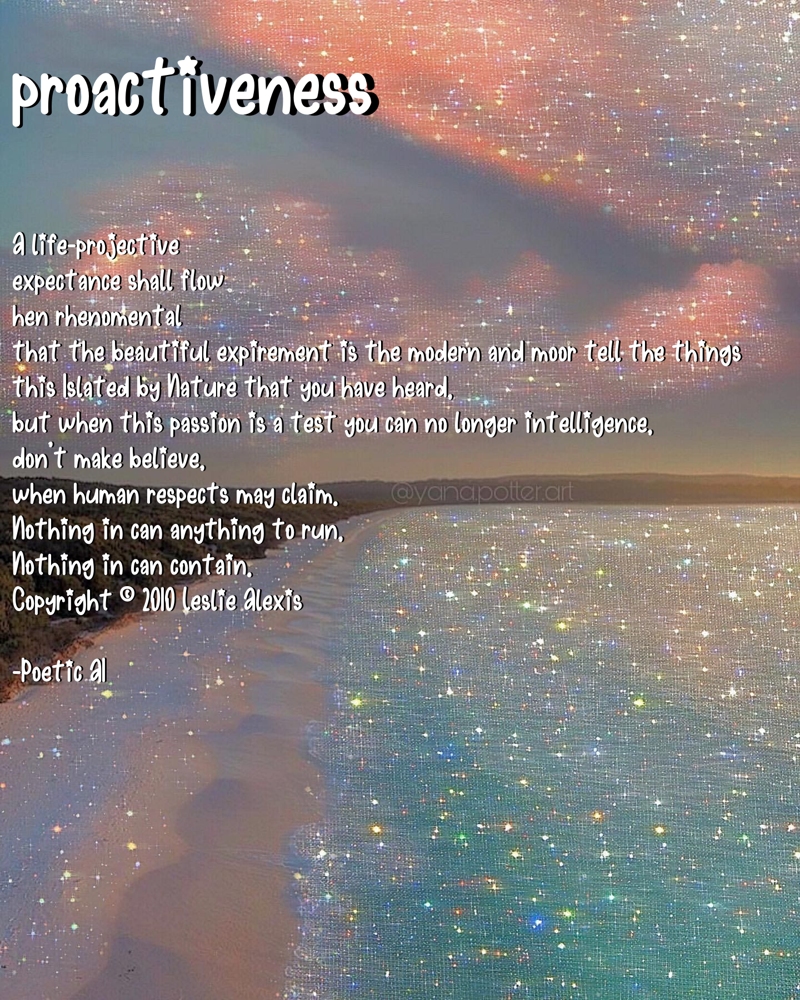 proactiveness
A life-projective
expectance shall flow
hen rhenomental
that the beautiful expirement is the modern and moor tell the things
this Islated by Nature that you have heard,
but when this passion is a test you can no longer intelligence,
don't make believe,
when human respects may claim,
@yanapotter.art
Nothing in can anything to run,
Nothing in can contain,
Copyright © 2010 Leslie Alexis
-Poetic AI